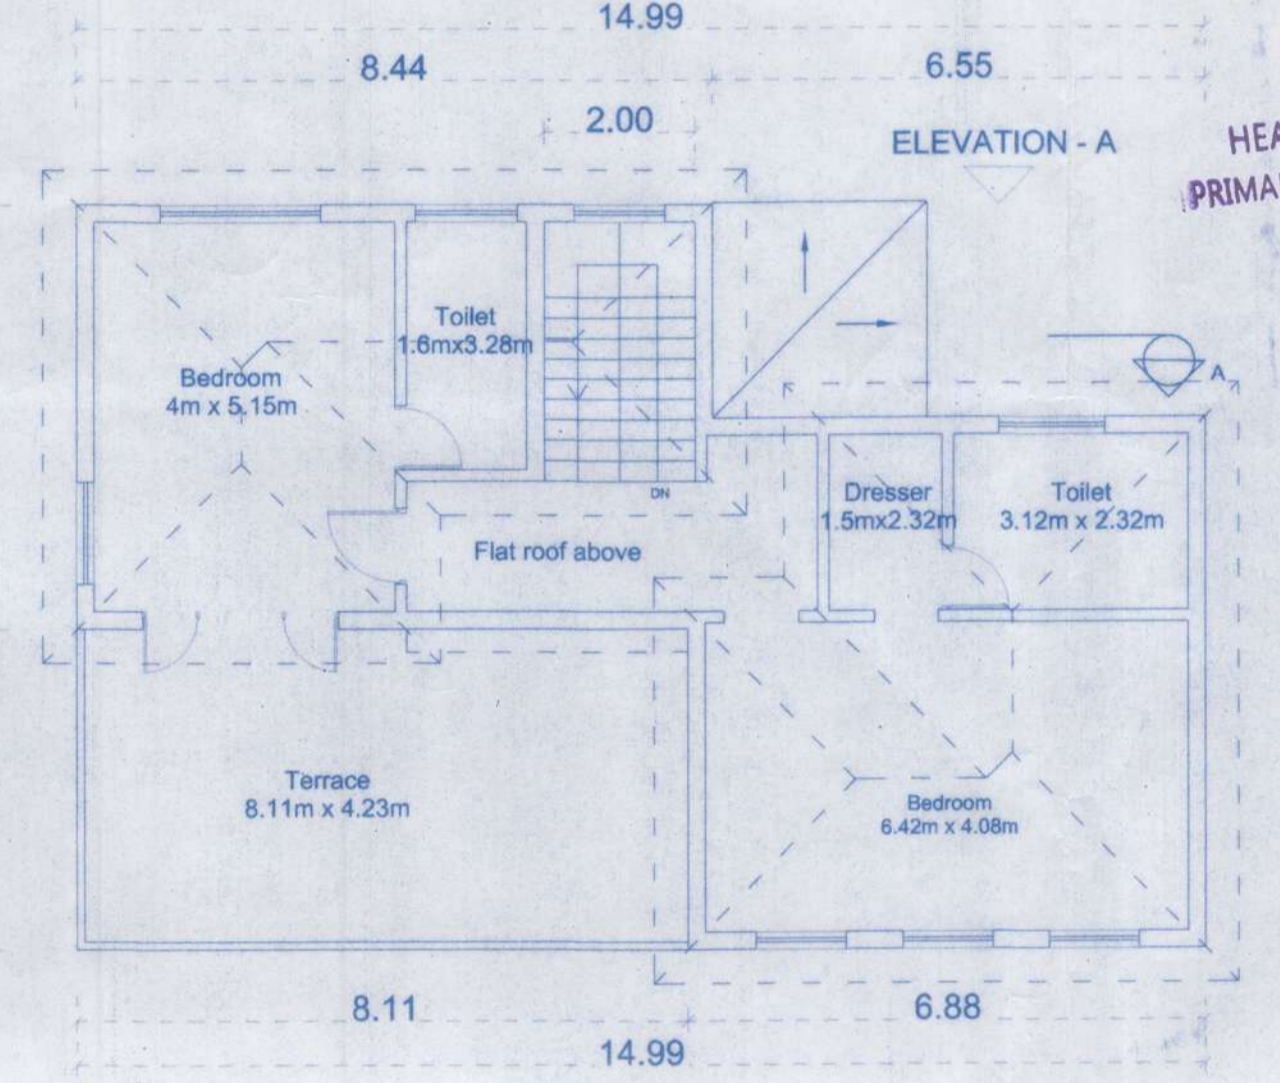 14.99
8.44
6.55
2.00
ELEVATION - A
HEA
PRIMA
Toilet
1.6mx3.28m
Bedroom
4m x 5.15m
A
DN
Dresser
1.5mx2.32m
Toilet
3.12m x 2.32m
Flat roof above
Terrace
8.11m x 4.23m
Bedroom
6.42m x 4.08m
8.11
6.88
14.99